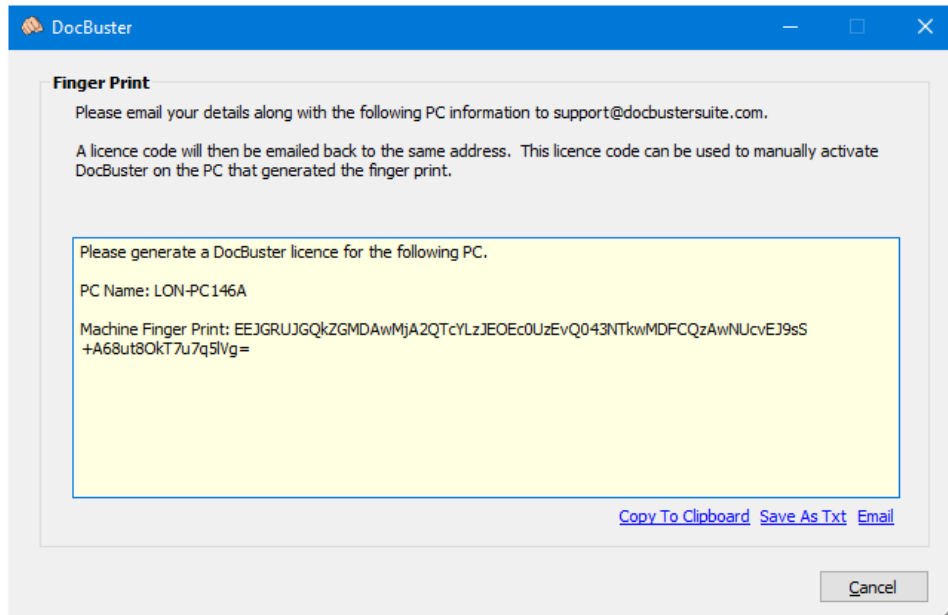 DocBuster
Finger Print
Please email your details along with the following PC information to support@docbustersuite.com.
A licence code will then be emailed back to the same address. This licence code can be used to manually activate
DocBuster on the PC that generated the finger print.
Please generate a DocBuster licence for the following PC.
PC Name: LON-PC146A
Machine Finger Print: EEJGRUJGQkZGMDAwMjA2QTcYLzJEOEc0UzEvQ043NTkwMDFCQzAwNUcvEJ9sS
+A68ut8OkT7u7q5lVg=
Copy To Clipboard Save As Txt Email
Cancel